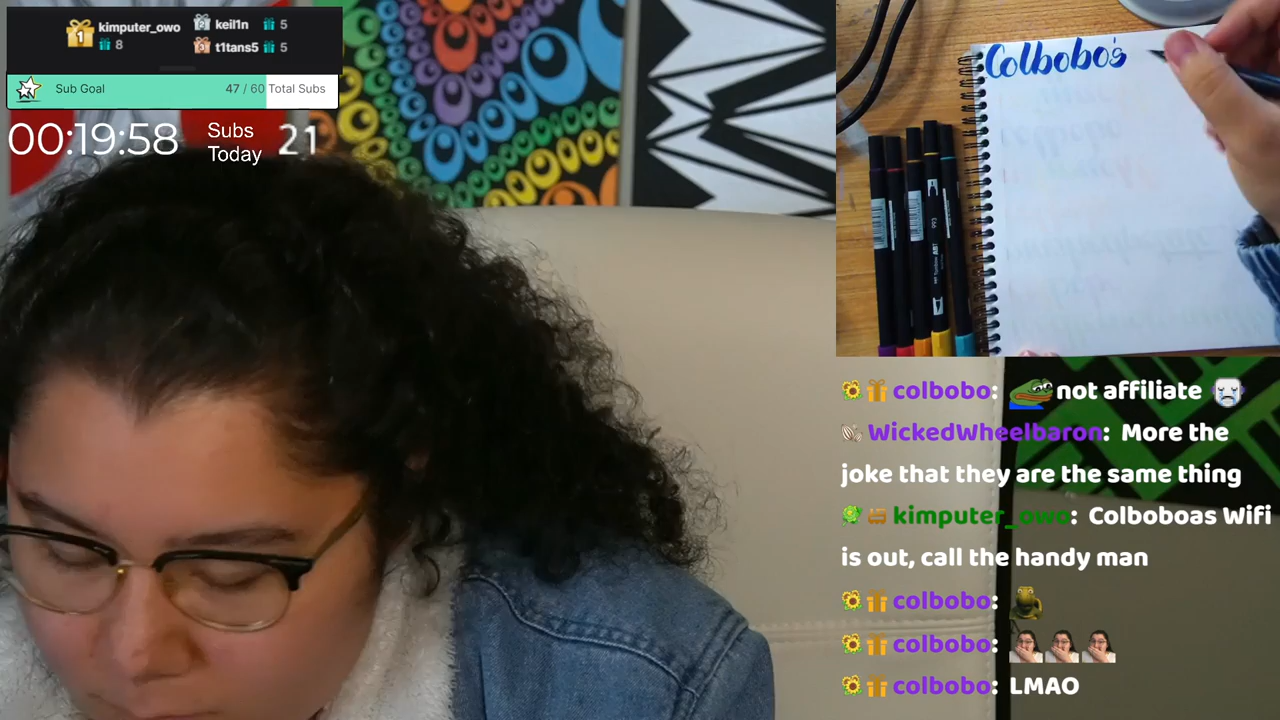 kimputer_owo
8
keil1n 5
t1tans5 5
Sub Goal 47 / 60 Total Subs
00:19:58 Subs Today 21
Colbobo's
colbobo: not affiliate
WickedWheelbaron: More the
joke that they are the same thing
kimputer_owo: Colboboas Wifi
is out, call the handy man
colbobo:
colbobo:
colbobo: LMAO
993
ABT